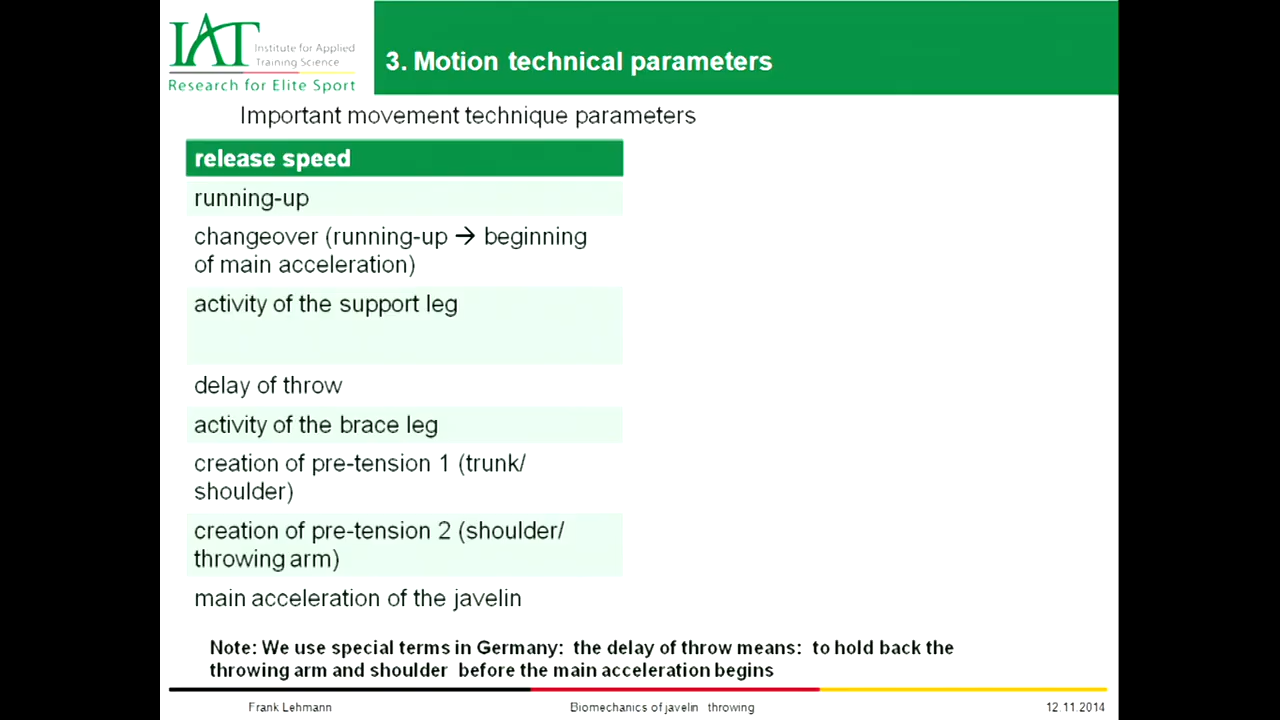 IAT
Institute for Applied
Training Science
Research for Elite Sport
3. Motion technical parameters
Important movement technique parameters
release speed
running-up
changeover (running-up → beginning
of main acceleration)
activity of the support leg
delay of throw
activity of the brace leg
creation of pre-tension 1 (trunk/
shoulder)
creation of pre-tension 2 (shoulder/
throwing arm)
main acceleration of the javelin
Note: We use special terms in Germany: the delay of throw means: to hold back the
throwing arm and shoulder before the main acceleration begins
Frank Lehmann Biomechanics of javelin throwing 12.11.2014